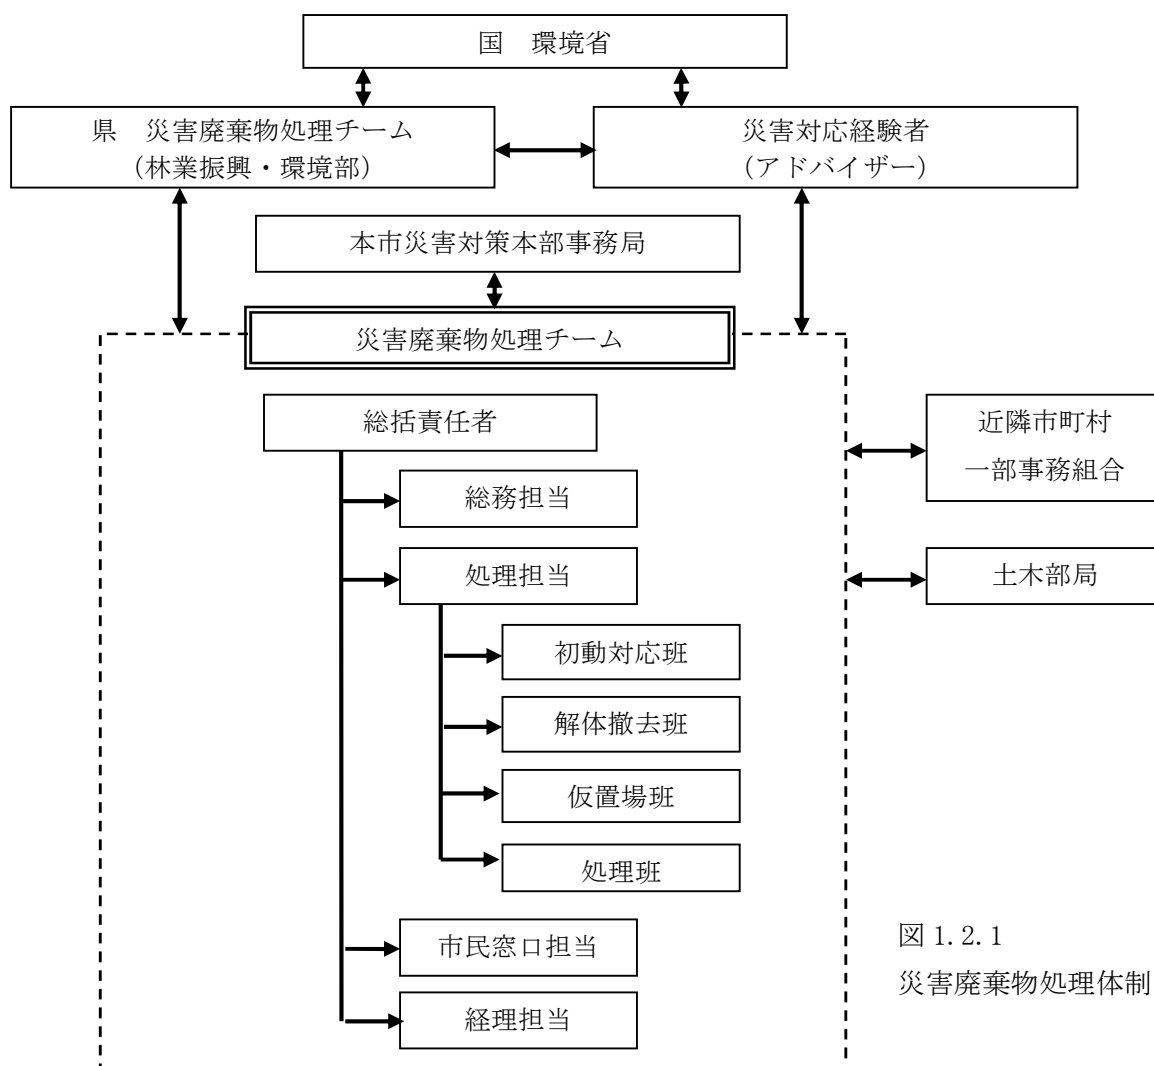 国　環境省
県　災害廃棄物処理チーム
（林業振興・環境部）
災害対応経験者
（アドバイザー）
本市災害対策本部事務局
災害廃棄物処理チーム
総括責任者
近隣市町村
一部事務組合
総務担当
処理担当
土木部局
初動対応班
解体撤去班
仮置場班
処理班
市民窓口担当
経理担当
図 1.2.1
災害廃棄物処理体制